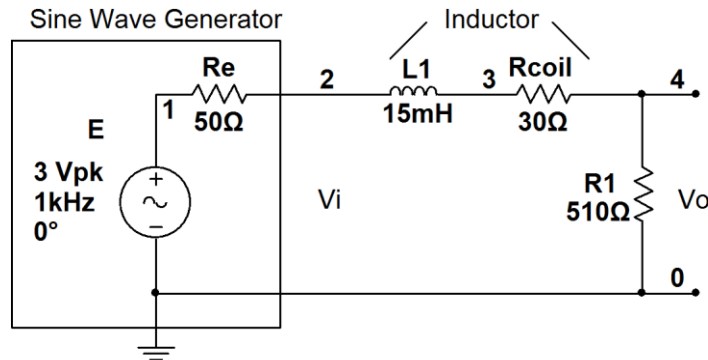 Sine Wave Generator
Inductor
Re
50Ω
1
2
L1
15mH
3
Rcoil
30Ω
4
E
3 Vpk
1kHz
0°
+
−
Vi
R1
510Ω
Vo
0